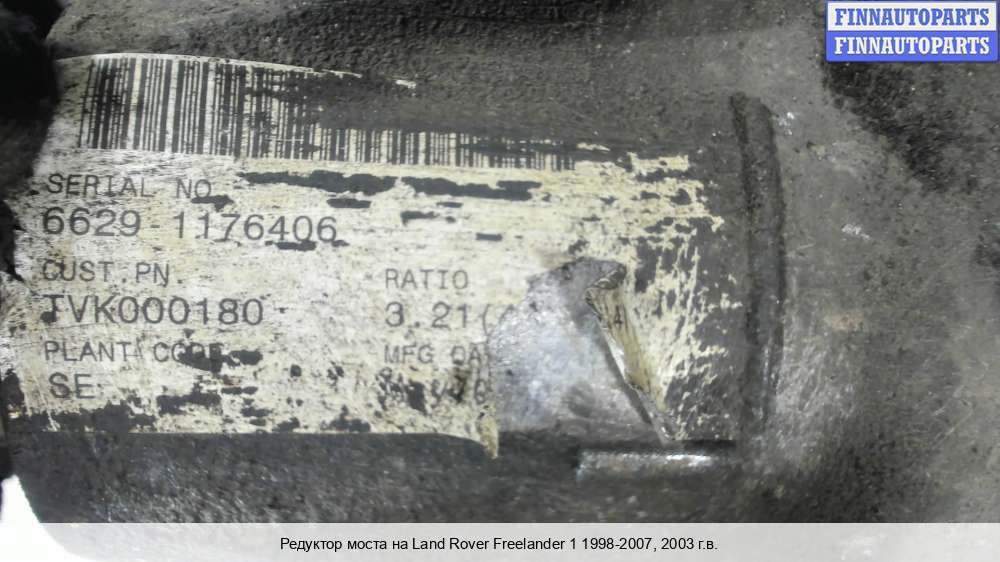 FINNAUTOPARTS
FINNAUTOPARTS
SERIAL NO.
6629-1176406
CUST.PN.
TVK000180
RATIO
3.21(
PLANT CODE
SE
MFG
Редуктор моста на Land Rover Freelander 1 1998-2007, 2003 г.в.